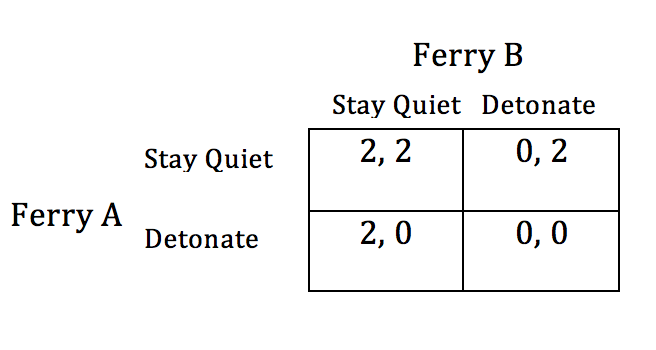 Ferry B
Stay Quiet Detonate
Stay Quiet 2, 2 0, 2
Ferry A
Detonate 2, 0 0, 0